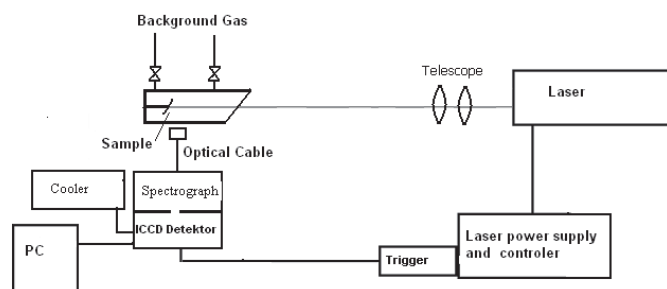 Background Gas
Telescope
Laser
Sample
Optical Cable
Cooler
Spectrograph
ICCD Detektor
PC
Trigger
Laser power supply
and controler